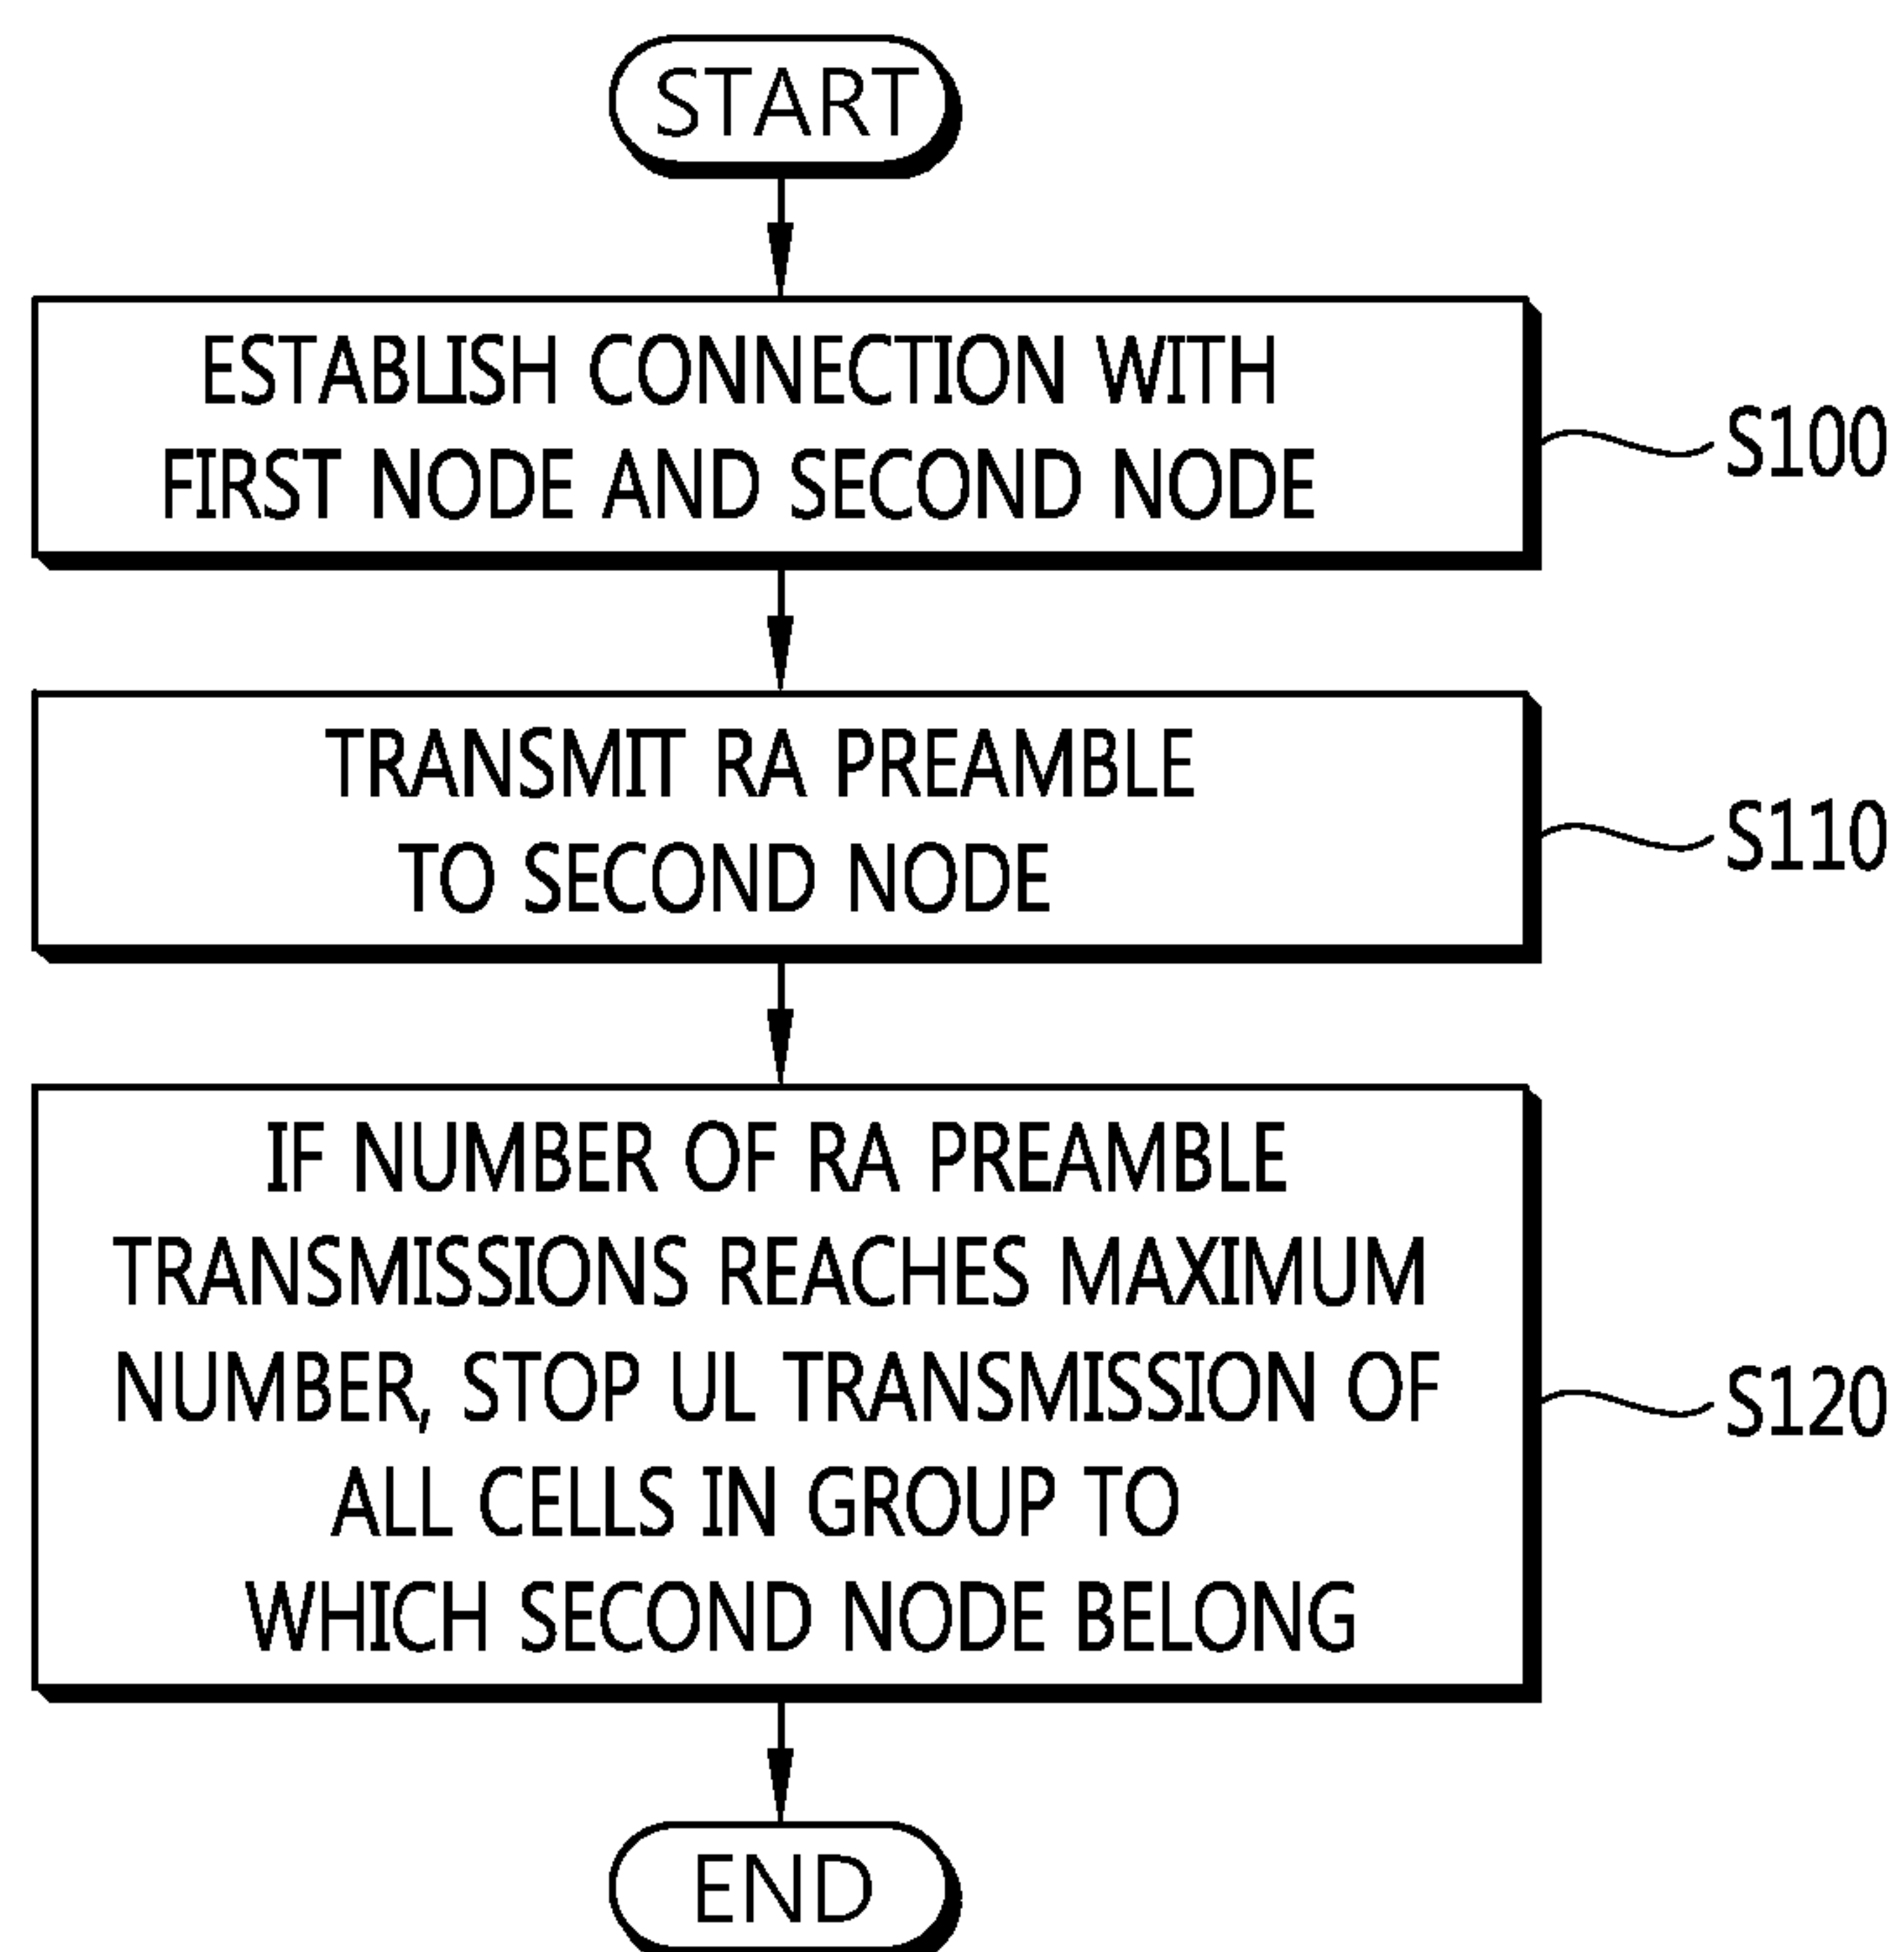 START
ESTABLISH CONNECTION WITH
FIRST NODE AND SECOND NODE
S100
TRANSMIT RA PREAMBLE
TO SECOND NODE
S110
IF NUMBER OF RA PREAMBLE
TRANSMISSIONS REACHES MAXIMUM
NUMBER, STOP UL TRANSMISSION OF
ALL CELLS IN GROUP TO
WHICH SECOND NODE BELONG
S120
END